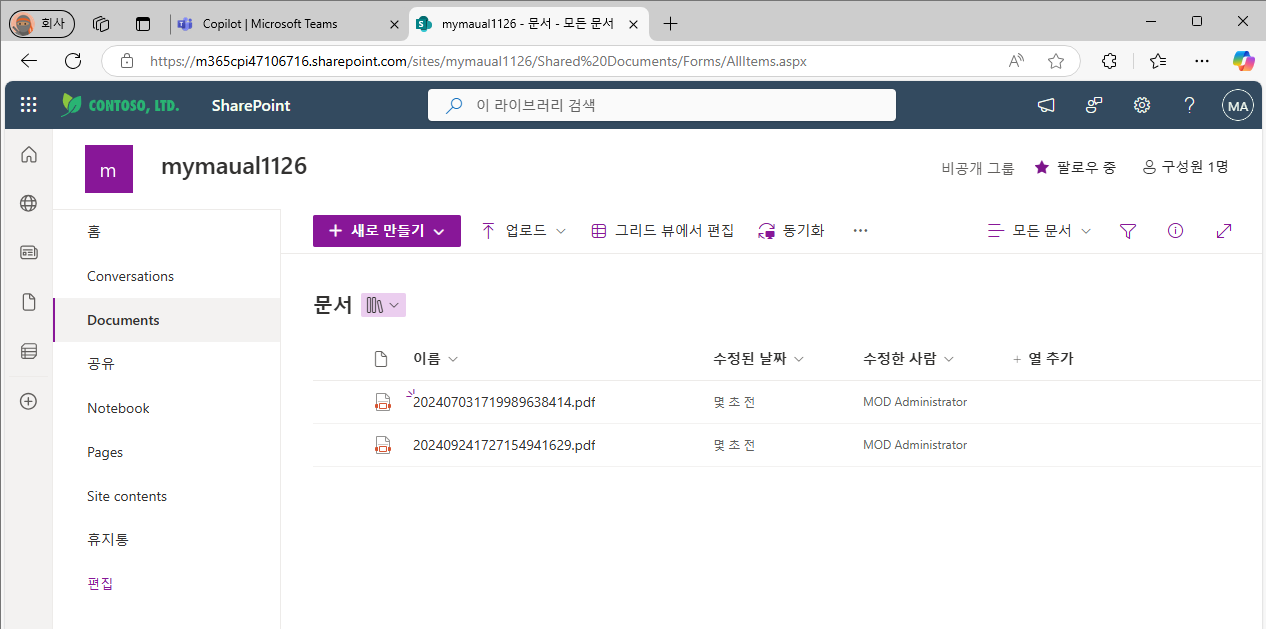 회사
Copilot | Microsoft Teams
mymaual1126 - 문서 - 모든 문서
https://m365cpi47106716.sharepoint.com/sites/mymaual1126/Shared%20Documents/Forms/AllItems.aspx
CONTOSO, LTD.
SharePoint
이 라이브러리 검색
MA
m
mymaual1126
비공개 그룹
팔로우 중
구성원 1명
홈
Conversations
Documents
공유
Notebook
Pages
Site contents
휴지통
편집
새로 만들기
업로드
그리드 뷰에서 편집
동기화
모든 문서
문서
이름
수정된 날짜
수정한 사람
+ 열 추가
202407031719989638414.pdf
몇 초 전
MOD Administrator
202409241727154941629.pdf
몇 초 전
MOD Administrator